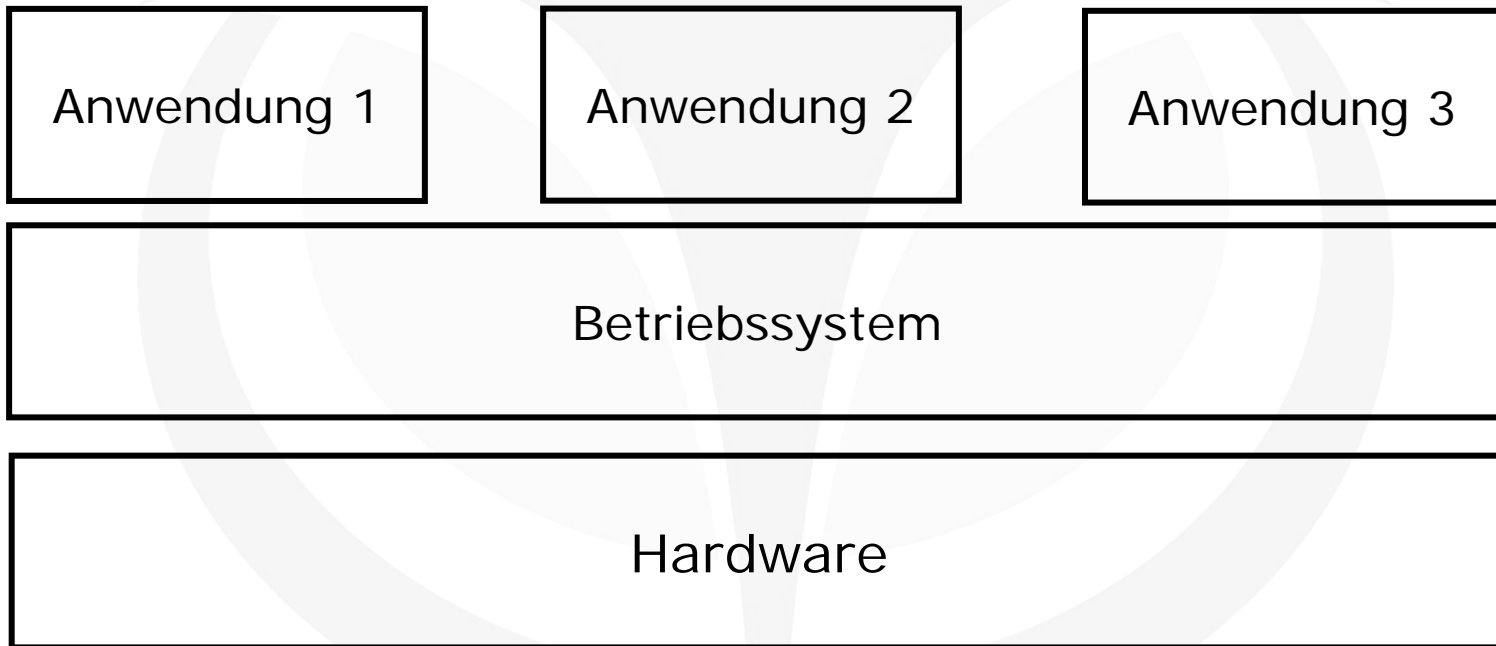 Anwendung 1
Anwendung 2
Anwendung 3
Betriebssystem
Hardware